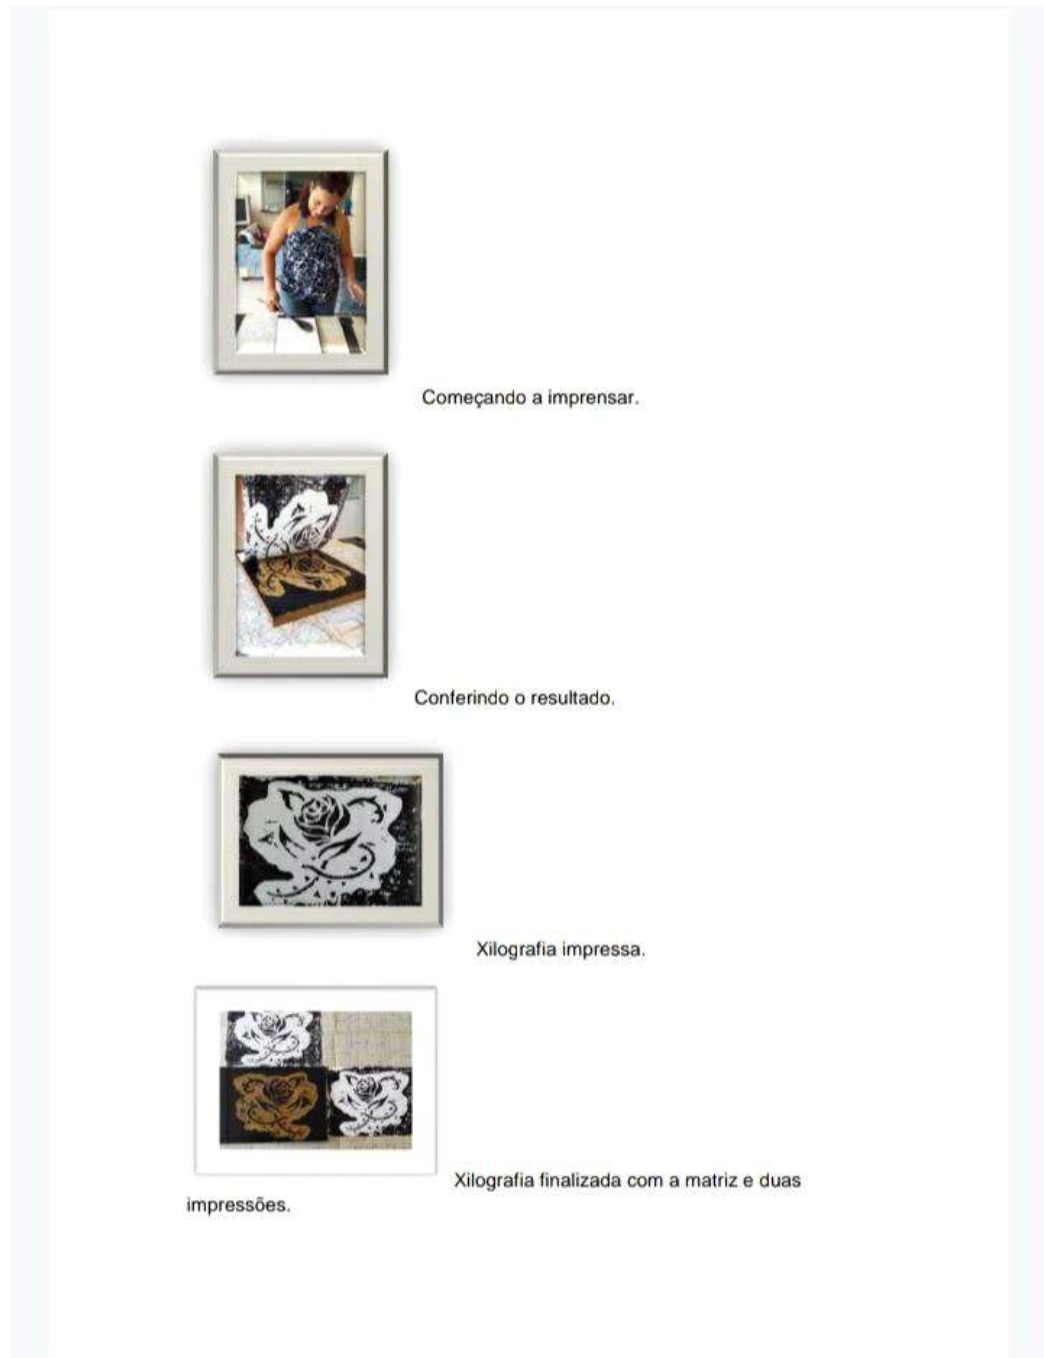 Começando a imprensar.
Conferindo o resultado.
Xilografia impressa.
Xilografia finalizada com a matriz e duas
impressões.